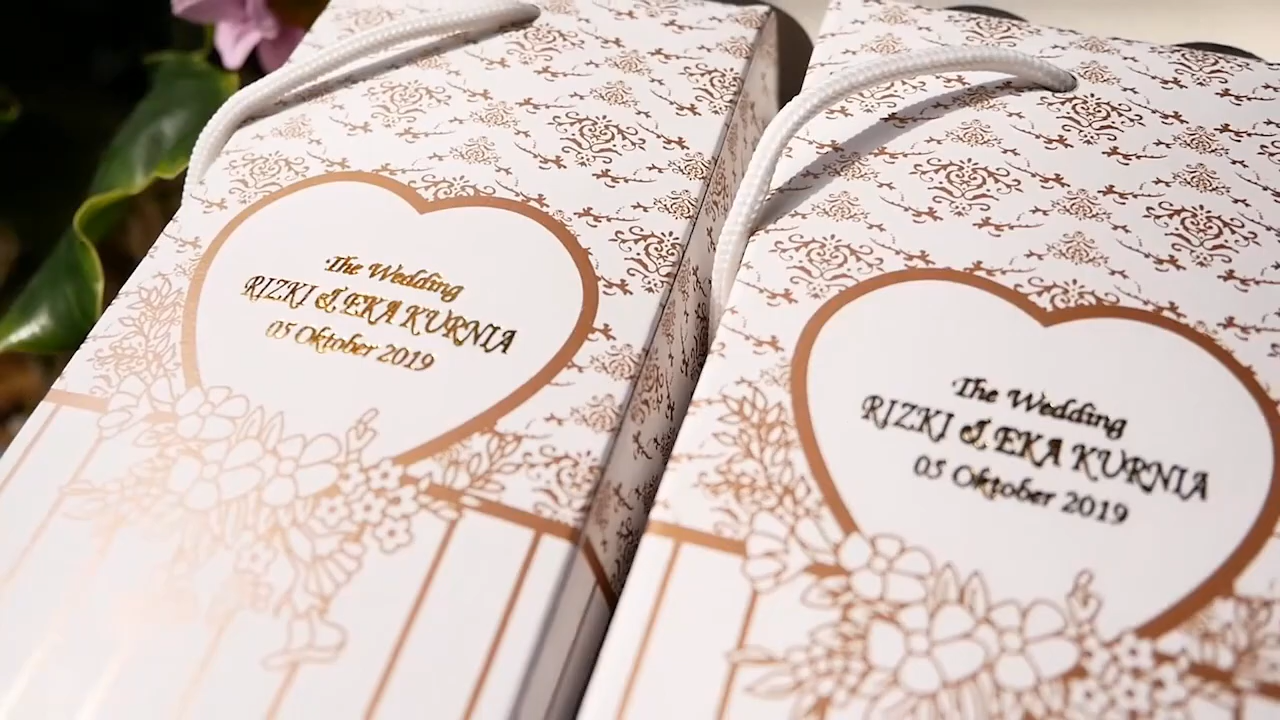 The Wedding
RIZKI & EKA KURNIA
05 Oktober 2019
The Wedding
RIZKI & EKA KURNIA
05 Oktober 2019